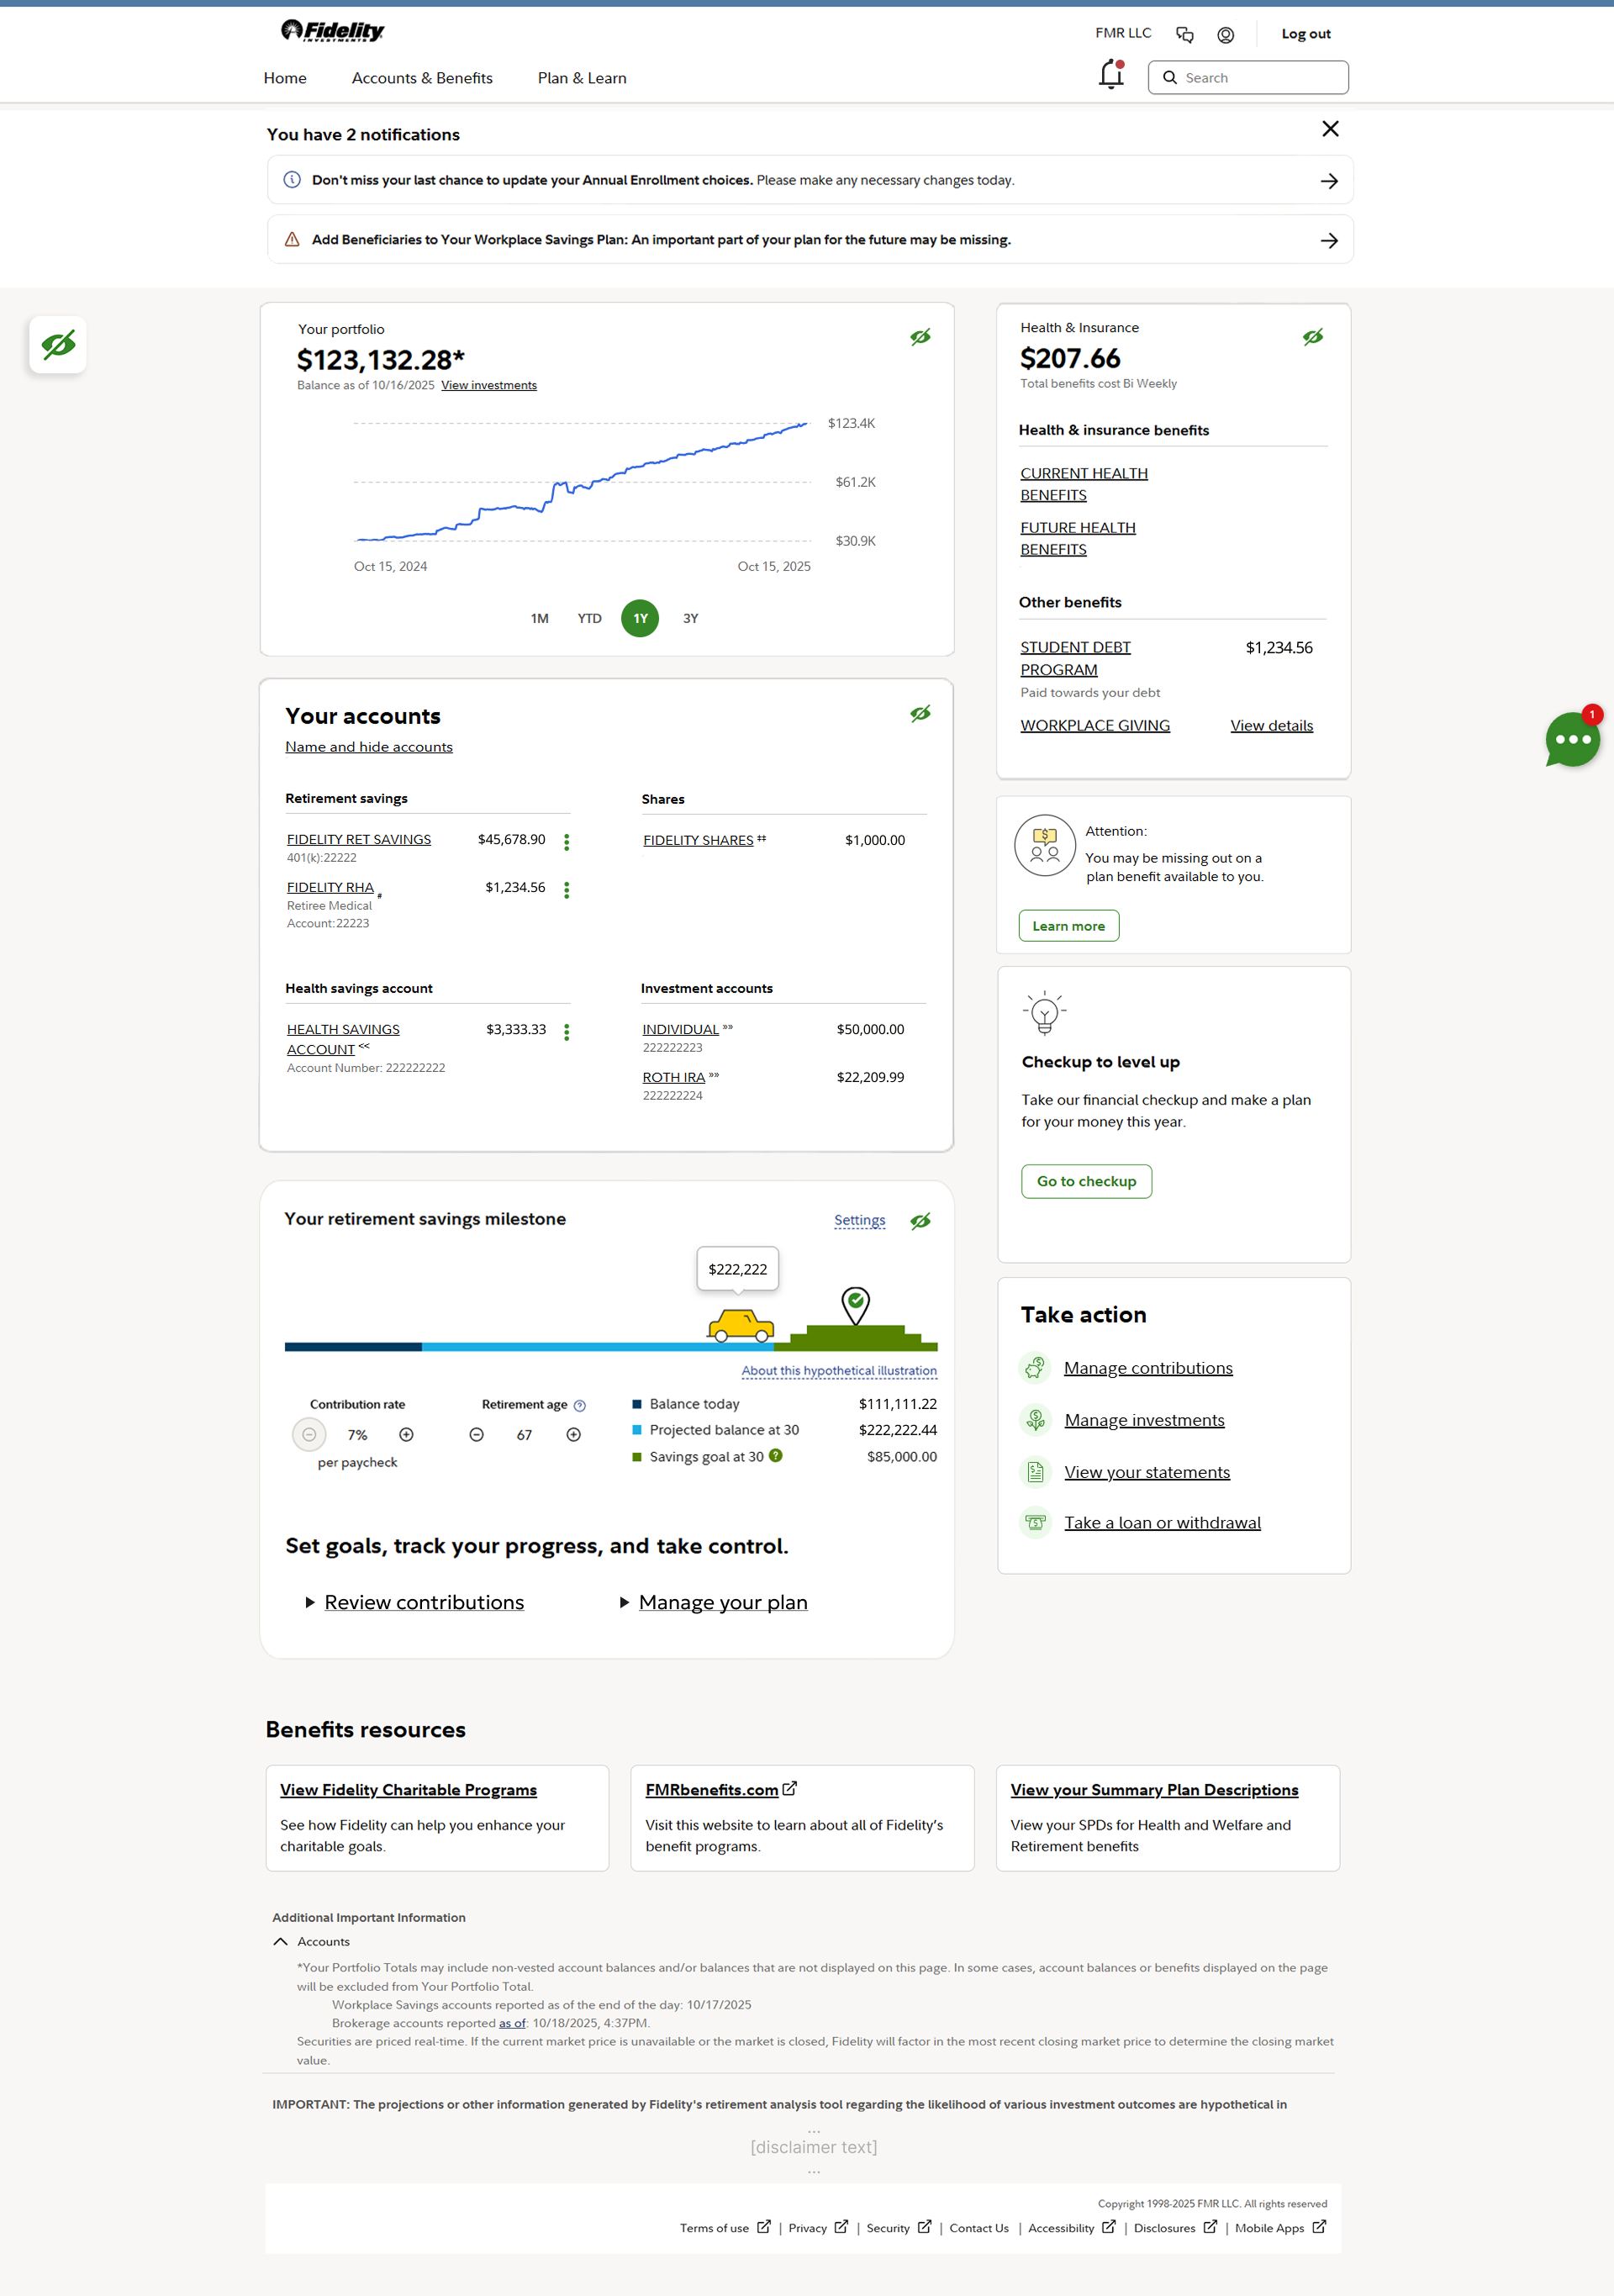 Fidelity
INVESTMENTS
FMR LLC
Log out
Home
Accounts & Benefits
Plan & Learn
Search
You have 2 notifications
Don't miss your last chance to update your Annual Enrollment choices. Please make any necessary changes today.
Add Beneficiaries to Your Workplace Savings Plan: An important part of your plan for the future may be missing.
Your portfolio
$123,132.28*
Balance as of 10/16/2025 View investments
$123.4K
$61.2K
$30.9K
Oct 15, 2024
Oct 15, 2025
1M
YTD
1Y
3Y
Health & Insurance
$207.66
Total benefits cost Bi Weekly
Health & insurance benefits
CURRENT HEALTH
BENEFITS
FUTURE HEALTH
BENEFITS
Other benefits
STUDENT DEBT
PROGRAM
$1,234.56
Paid towards your debt
WORKPLACE GIVING
View details
1
Your accounts
Name and hide accounts
Retirement savings
FIDELITY RET SAVINGS
$45,678.90
401(k):22222
FIDELITY RHA #
$1,234.56
Retiree Medical
Account:22223
Shares
FIDELITY SHARES ‡‡
$1,000.00
Health savings account
HEALTH SAVINGS
ACCOUNT <<
$3,333.33
Account Number: 222222222
Investment accounts
INDIVIDUAL »»
$50,000.00
222222223
ROTH IRA »»
$22,209.99
222222224
Attention:
You may be missing out on a
plan benefit available to you.
Learn more
Checkup to level up
Take our financial checkup and make a plan
for your money this year.
Go to checkup
Your retirement savings milestone
Settings
$222,222
About this hypothetical illustration
Contribution rate
7%
per paycheck
Retirement age ?
67
Balance today
$111,111.22
Projected balance at 30
$222,222.44
Savings goal at 30 ?
$85,000.00
Set goals, track your progress, and take control.
Review contributions
Manage your plan
Take action
Manage contributions
Manage investments
View your statements
Take a loan or withdrawal
Benefits resources
View Fidelity Charitable Programs
See how Fidelity can help you enhance your
charitable goals.
FMRbenefits.com
Visit this website to learn about all of Fidelity’s
benefit programs.
View your Summary Plan Descriptions
View your SPDs for Health and Welfare and
Retirement benefits
Additional Important Information
Accounts
*Your Portfolio Totals may include non-vested account balances and/or balances that are not displayed on this page. In some cases, account balances or benefits displayed on the page
will be excluded from Your Portfolio Total.
Workplace Savings accounts reported as of the end of the day: 10/17/2025
Brokerage accounts reported as of: 10/18/2025, 4:37PM.
Securities are priced real-time. If the current market price is unavailable or the market is closed, Fidelity will factor in the most recent closing market price to determine the closing market
value.
IMPORTANT: The projections or other information generated by Fidelity's retirement analysis tool regarding the likelihood of various investment outcomes are hypothetical in
...
[disclaimer text]
...
Copyright 1998-2025 FMR LLC. All rights reserved
Terms of use | Privacy | Security | Contact Us | Accessibility | Disclosures | Mobile Apps